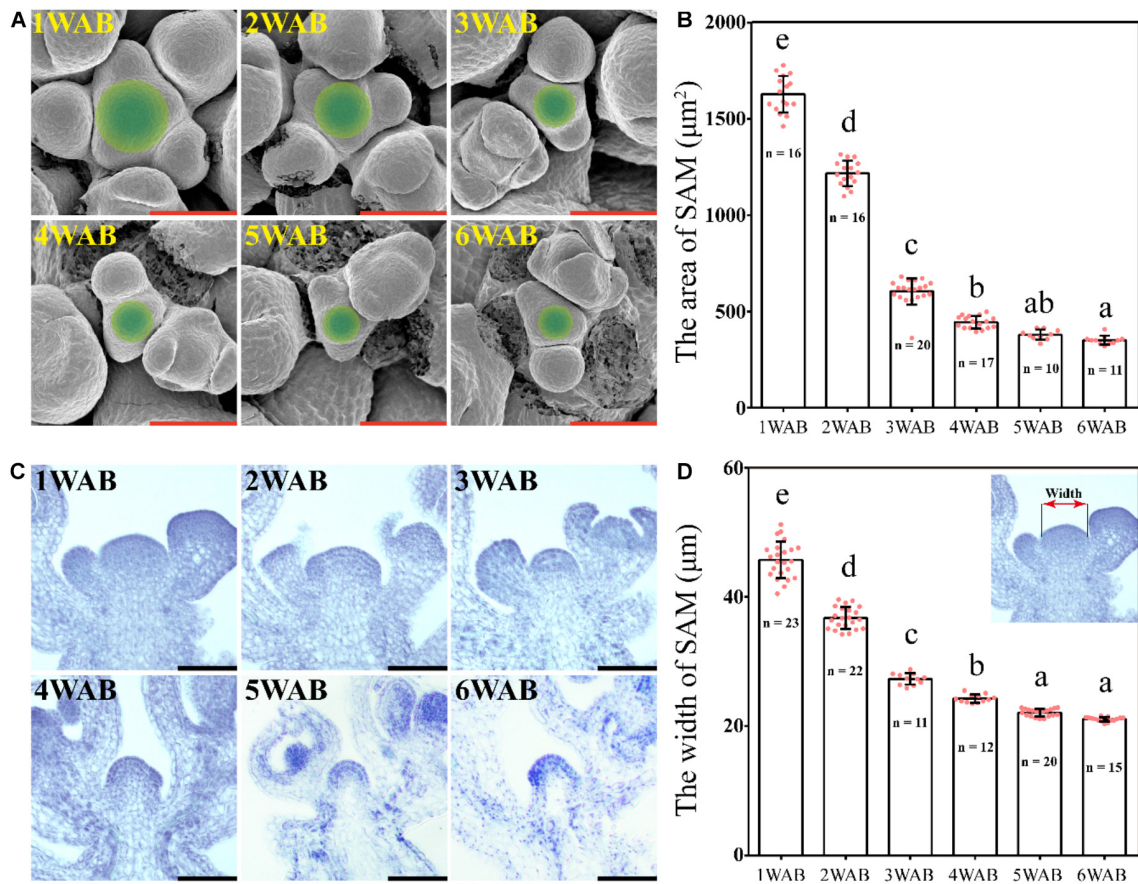 A
1WAB
2WAB
3WAB
4WAB
5WAB
6WAB
B
The area of SAM (µm²)
2000
1500
1000
500
0
e
d
c
b
ab
a
n = 16
n = 16
n = 20
n = 17
n = 10
n = 11
1WAB 2WAB 3WAB 4WAB 5WAB 6WAB
C
1WAB
2WAB
3WAB
4WAB
5WAB
6WAB
D
The width of SAM (µm)
60
40
20
0
e
d
c
b
a
a
n = 23
n = 22
n = 11
n = 12
n = 20
n = 15
Width
1WAB 2WAB 3WAB 4WAB 5WAB 6WAB